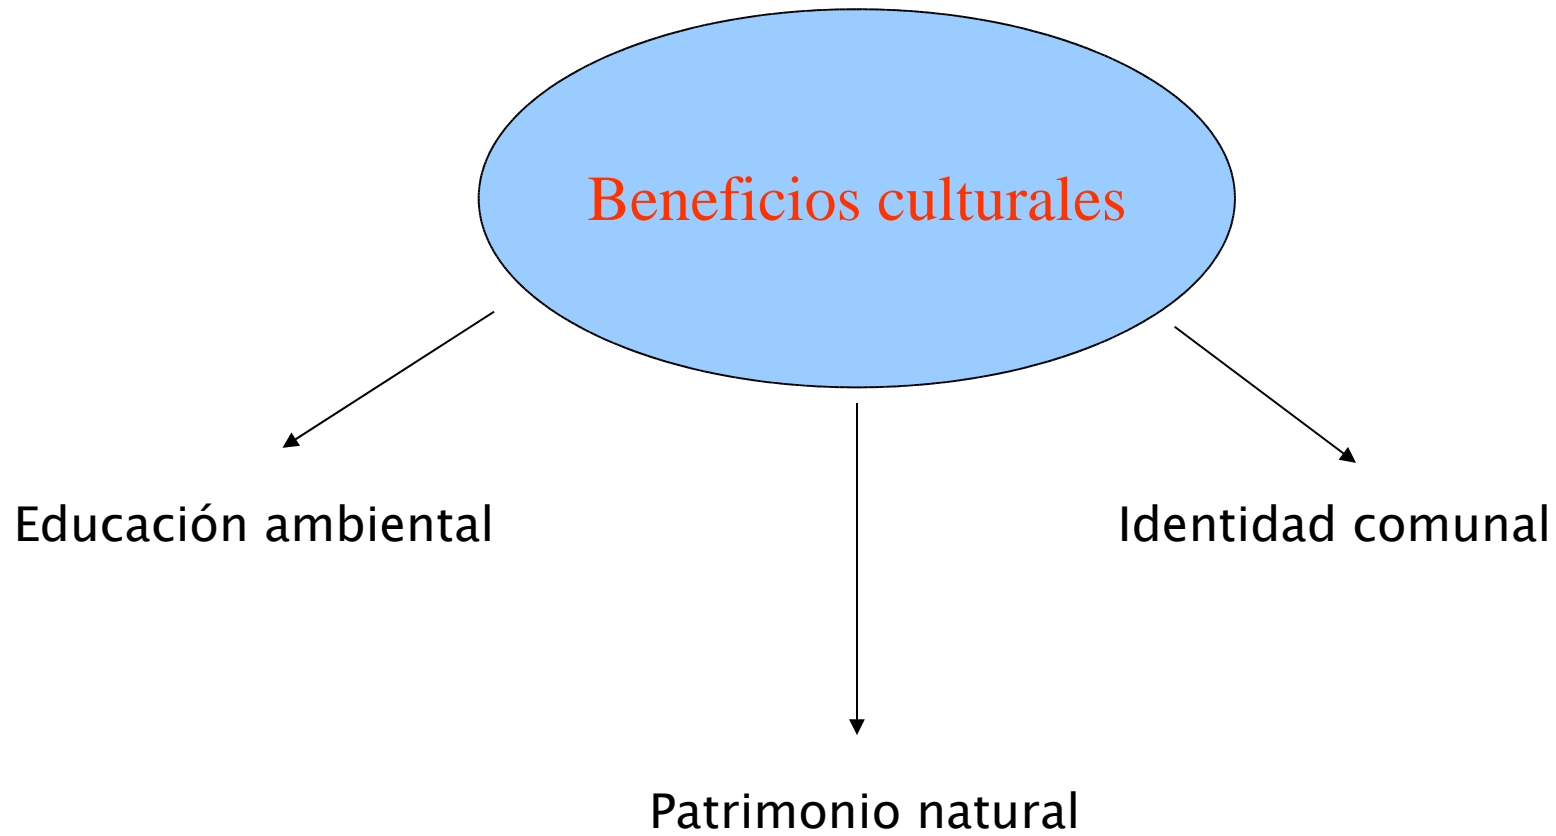 Beneficios culturales
Educación ambiental
Identidad comunal
Patrimonio natural